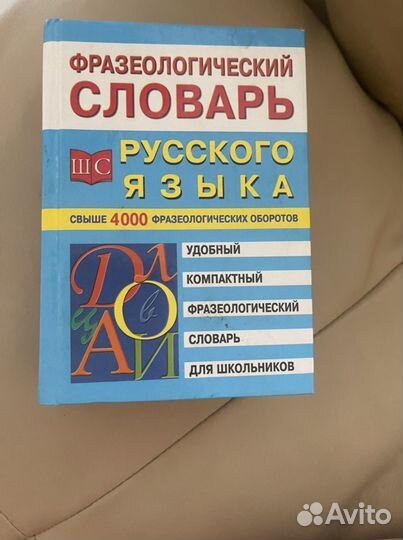 ФРАЗЕОЛОГИЧЕСКИЙ
СЛОВАРЬ
ШС
РУССКОГО
ЯЗЫКА
СВЫШЕ 4000 ФРАЗЕОЛОГИЧЕСКИХ ОБОРОТОВ
УДОБНЫЙ
КОМПАКТНЫЙ
ФРАЗЕОЛОГИЧЕСКИЙ
СЛОВАРЬ
ДЛЯ ШКОЛЬНИКОВ
Д Л
и ц О в
А И
Avito